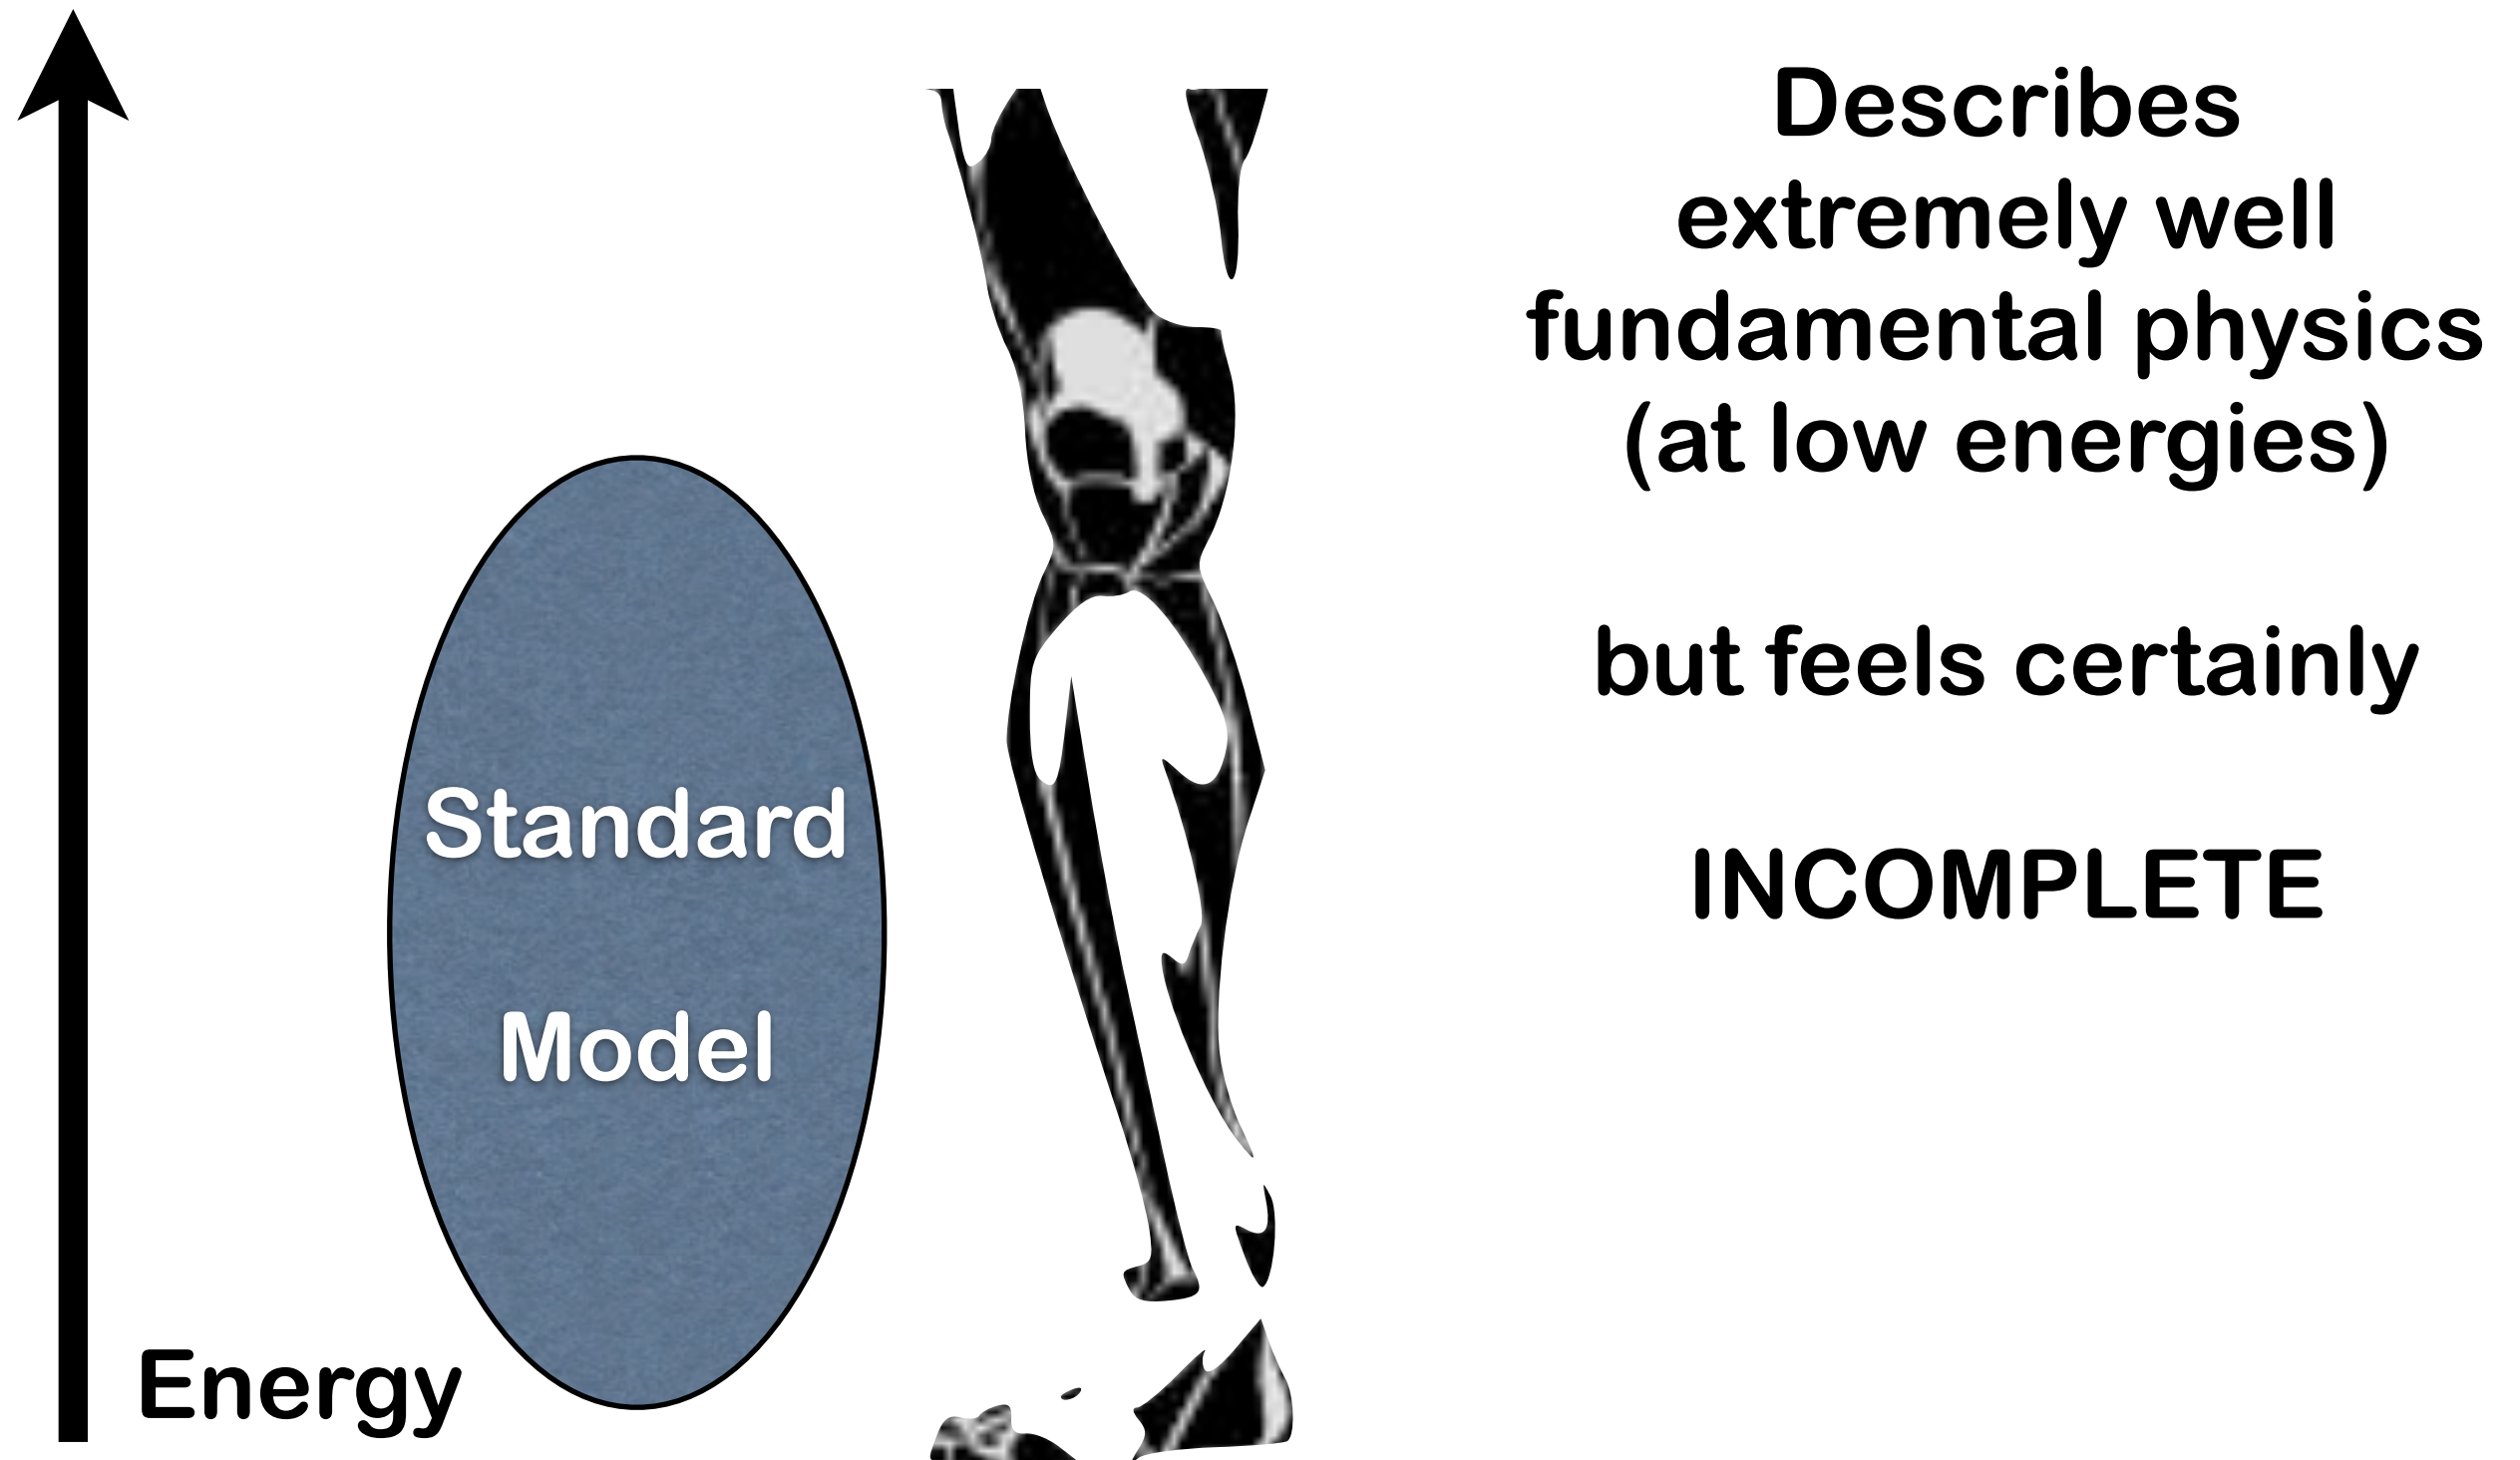 Describes
extremely well
fundamental physics
(at low energies)
but feels certainly
INCOMPLETE
Standard
Model
Energy